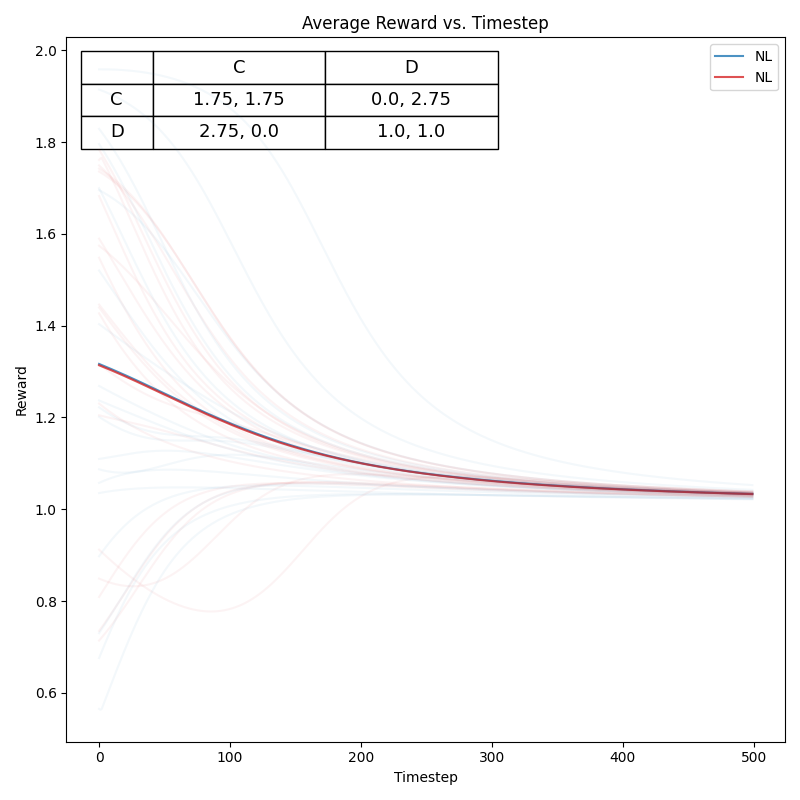 Average Reward vs. Timestep
C D
C 1.75, 1.75 0.0, 2.75
D 2.75, 0.0 1.0, 1.0
NL
NL
2.0
1.8
1.6
1.4
1.2
1.0
0.8
0.6
Reward
0 100 200 300 400 500
Timestep